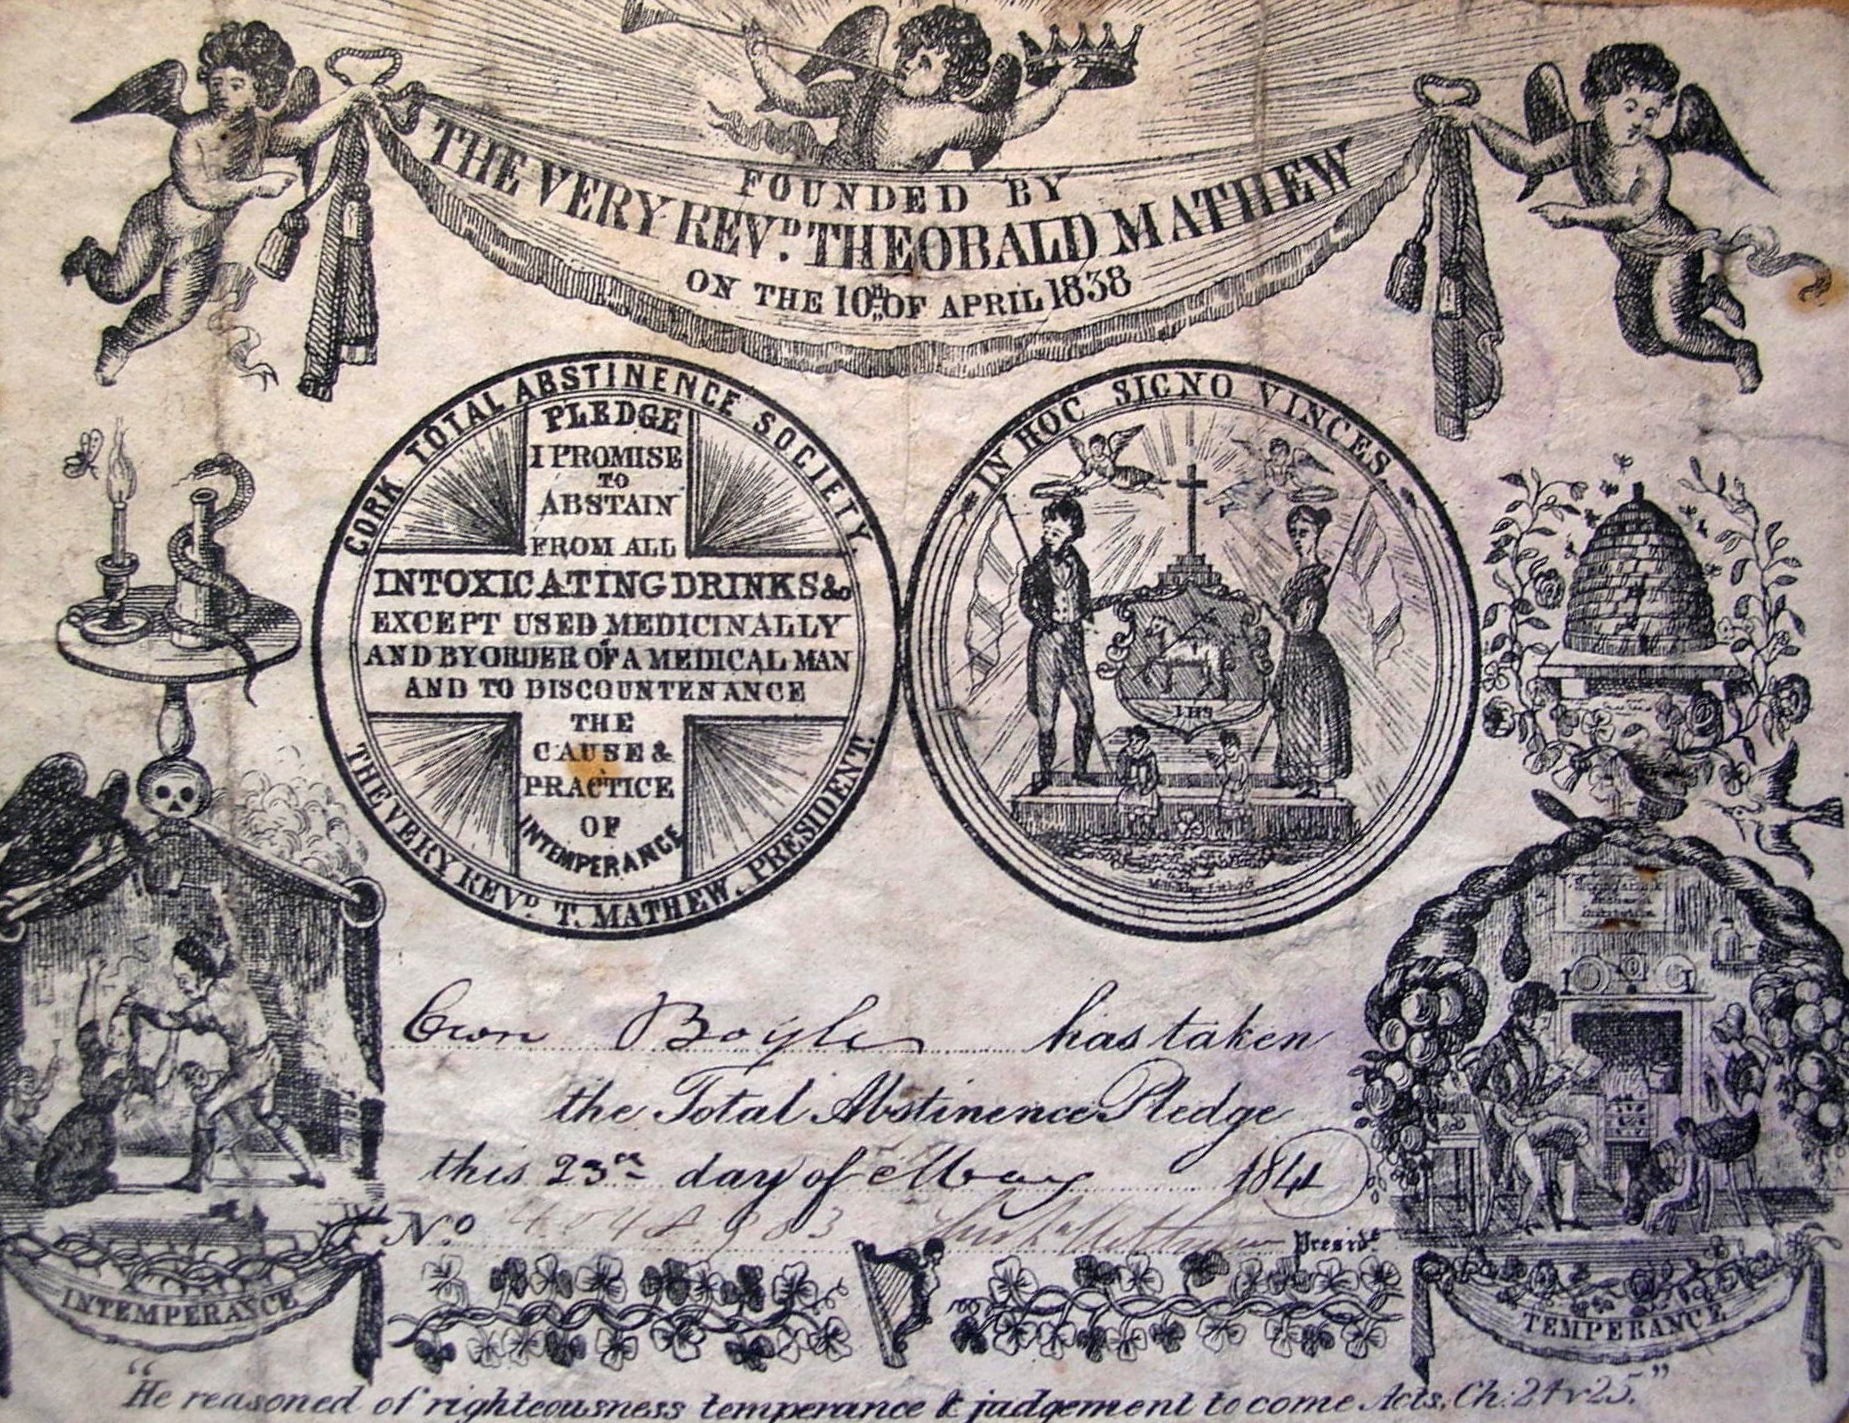 FOUNDED BY
THE VERY REVD. THEOBALD MATHEW
ON THE 10TH OF APRIL 1838
CORK TOTAL ABSTINENCE SOCIETY.
PLEDGE
I PROMISE
TO
ABSTAIN
FROM ALL
INTOXICATING DRINKS &c
EXCEPT USED MEDICINALLY
AND BY ORDER OF A MEDICAL MAN
AND TO DISCOUNTENANCE
THE
CAUSE &
PRACTICE
OF
INTEMPERANCE
THE VERY REVD. T. MATHEW, PRESIDENT.
IN HOC SIGNO VINCES
IHS
Owen Boyle has taken
the Total Abstinence Pledge
this 23rd day of May 1841
No Presidt
INTEMPERANCE
TEMPERANCE
"He reasoned of righteousness temperance & judgement to come Acts, Ch: 24 v 25."